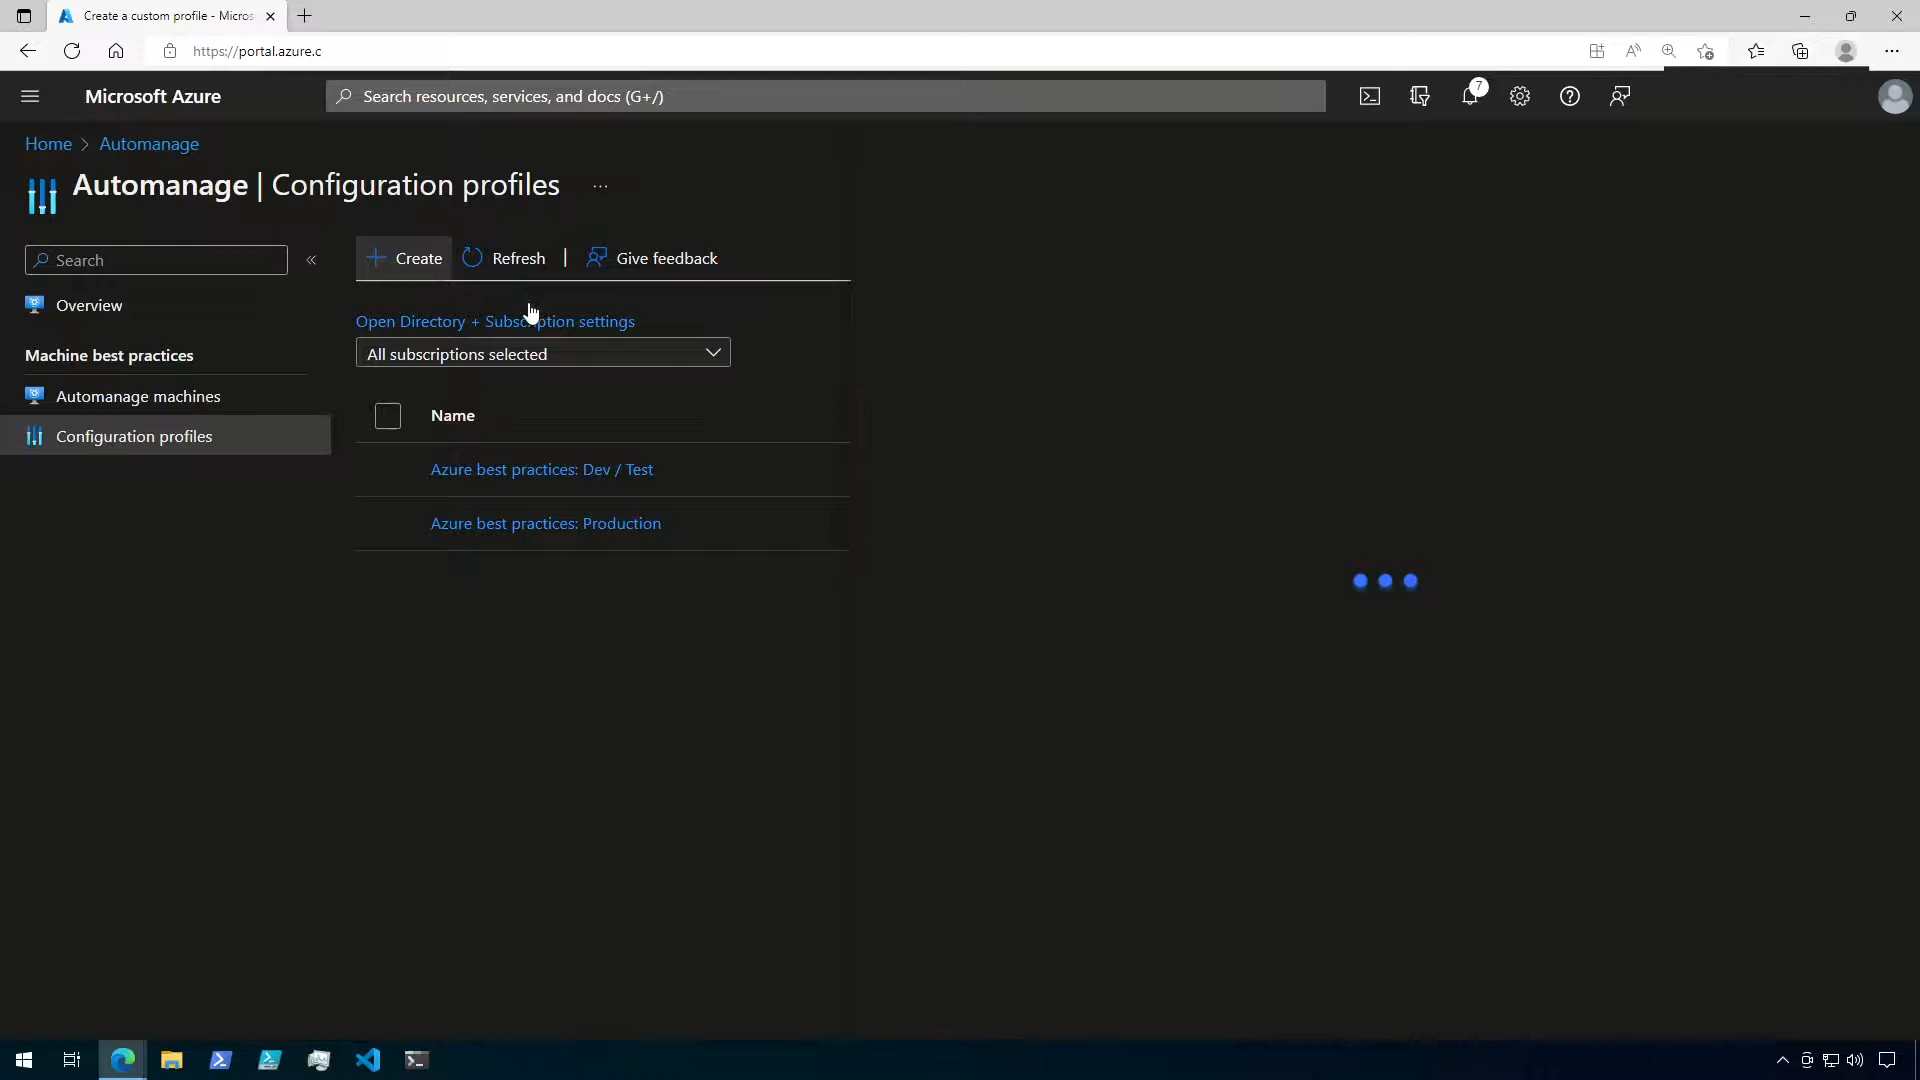 Create a custom profile - Micros
https://portal.azure.c
Microsoft Azure
Search resources, services, and docs (G+/)
7
Home > Automanage
Automanage | Configuration profiles ...
Search «
Overview
Machine best practices
Automanage machines
Configuration profiles
+ Create Refresh | Give feedback
Open Directory + Subscription settings
All subscriptions selected
Name
Azure best practices: Dev / Test
Azure best practices: Production